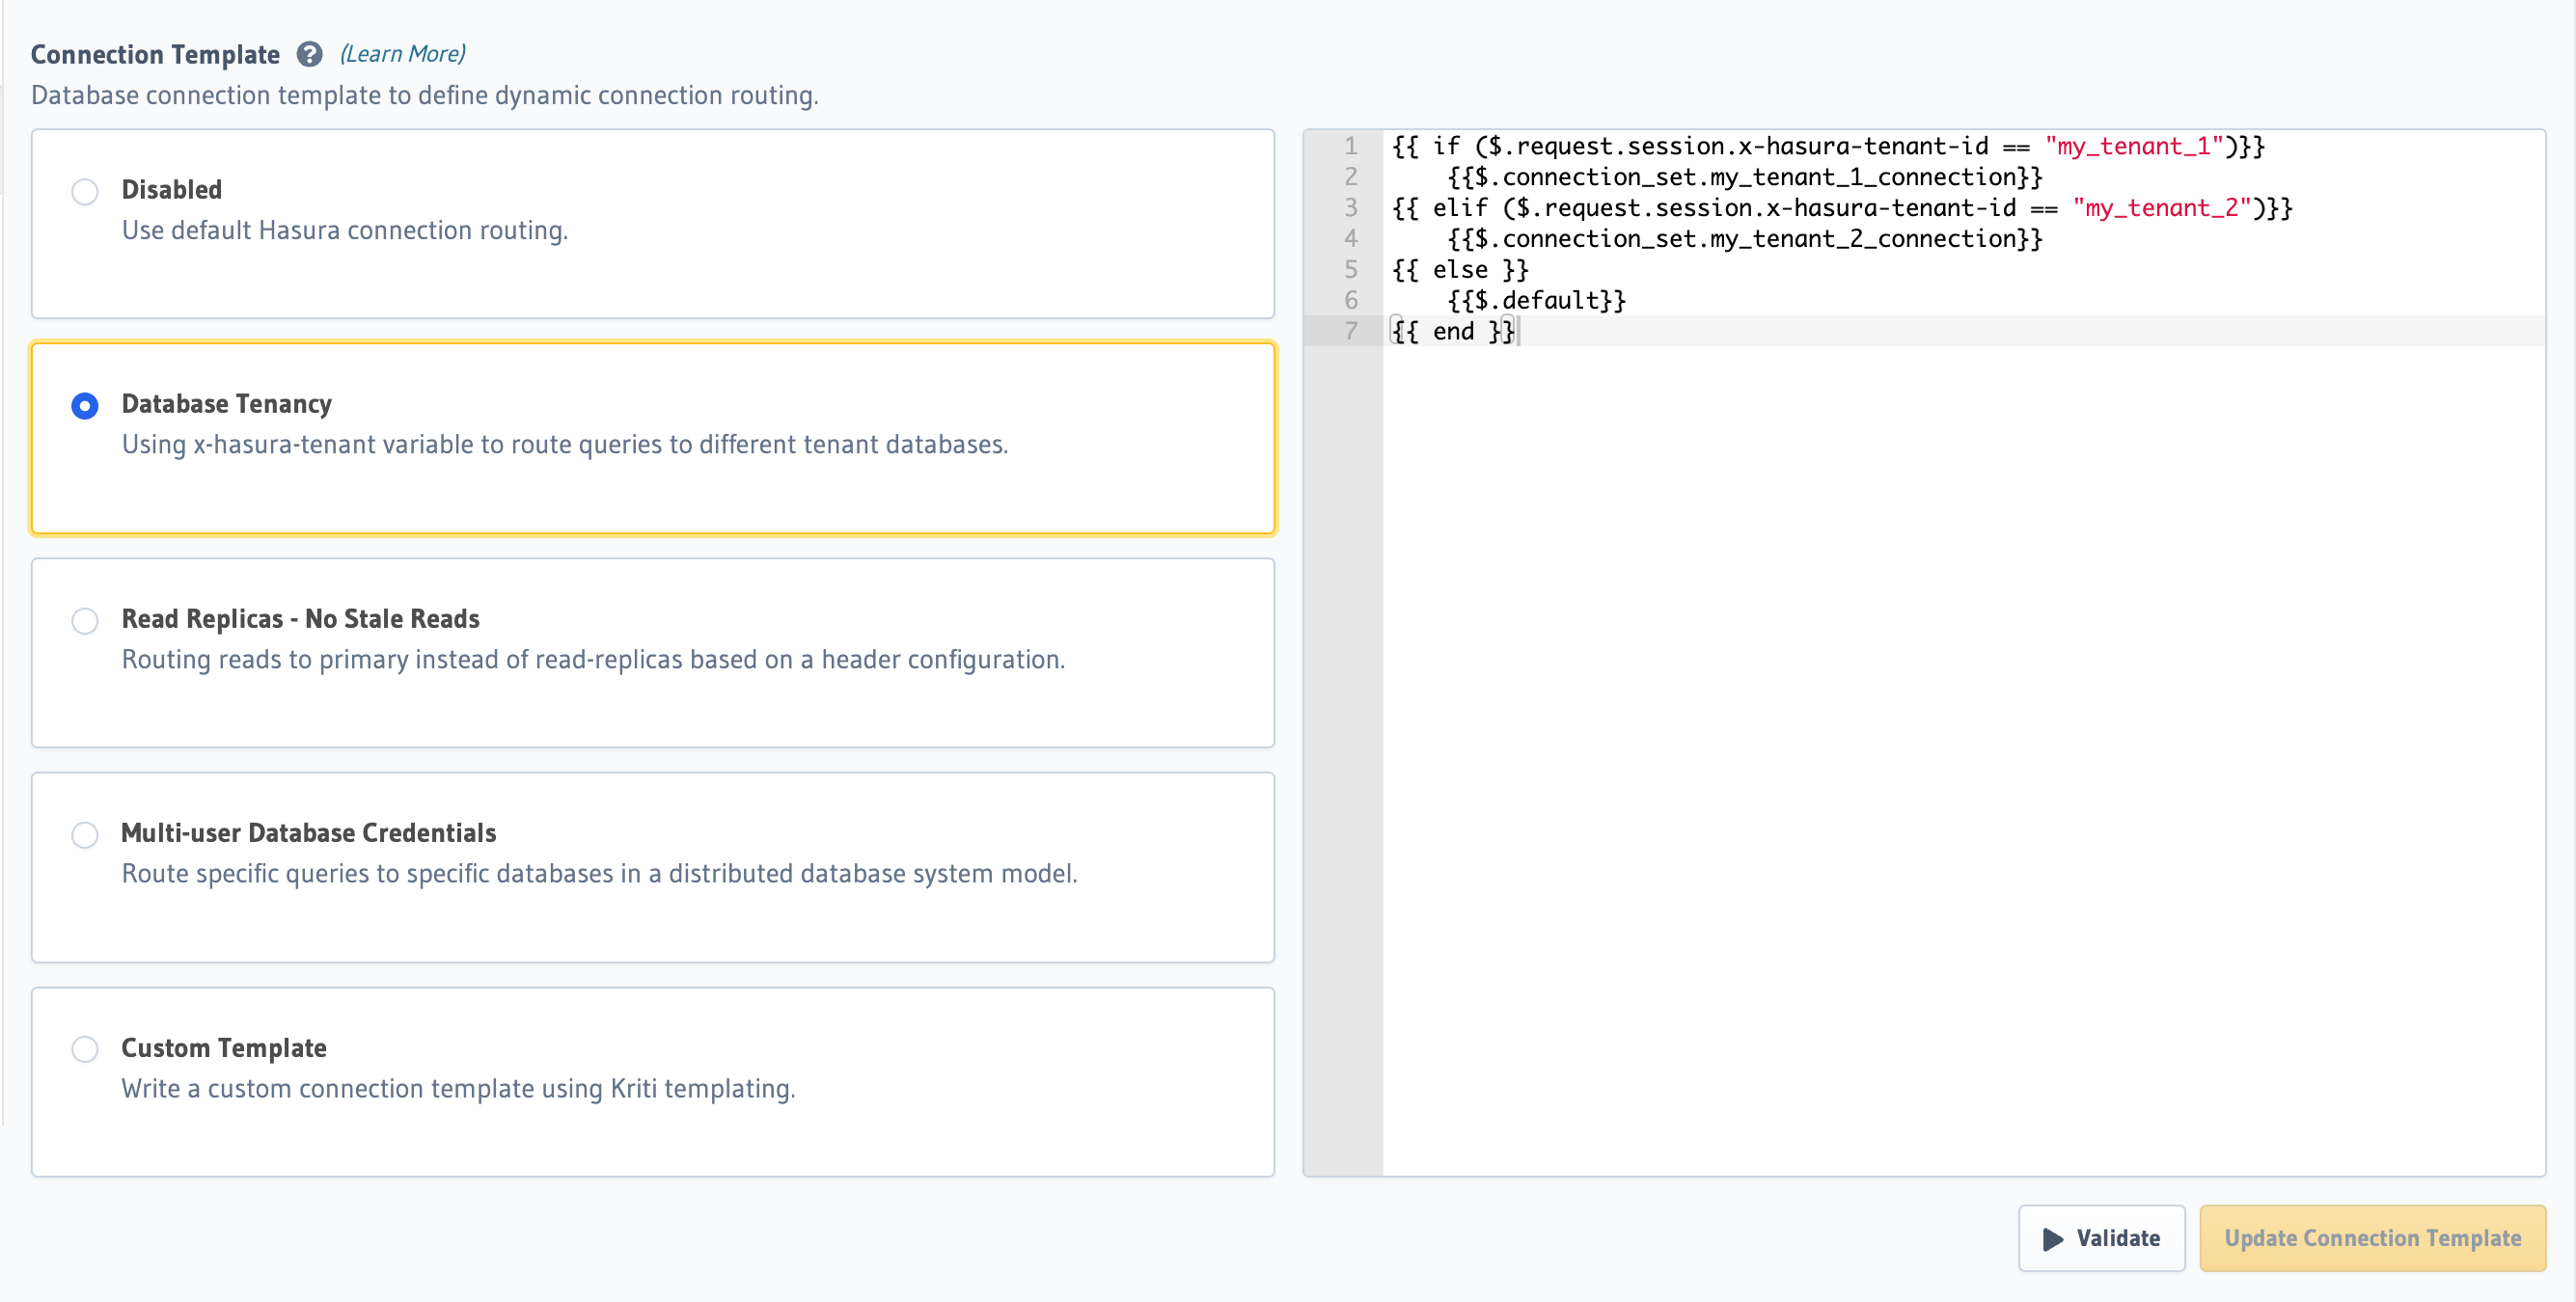 Connection Template ? (Learn More)
Database connection template to define dynamic connection routing.
Disabled
Use default Hasura connection routing.
Database Tenancy
Using x-hasura-tenant variable to route queries to different tenant databases.
Read Replicas - No Stale Reads
Routing reads to primary instead of read-replicas based on a header configuration.
Multi-user Database Credentials
Route specific queries to specific databases in a distributed database system model.
Custom Template
Write a custom connection template using Kriti templating.
1 {{ if ($.request.session.x-hasura-tenant-id == "my_tenant_1")}}
2     {{$.connection_set.my_tenant_1_connection}}
3 {{ elif ($.request.session.x-hasura-tenant-id == "my_tenant_2")}}
4     {{$.connection_set.my_tenant_2_connection}}
5 {{ else }}
6     {{$.default}}
7 {{ end }}
Validate
Update Connection Template